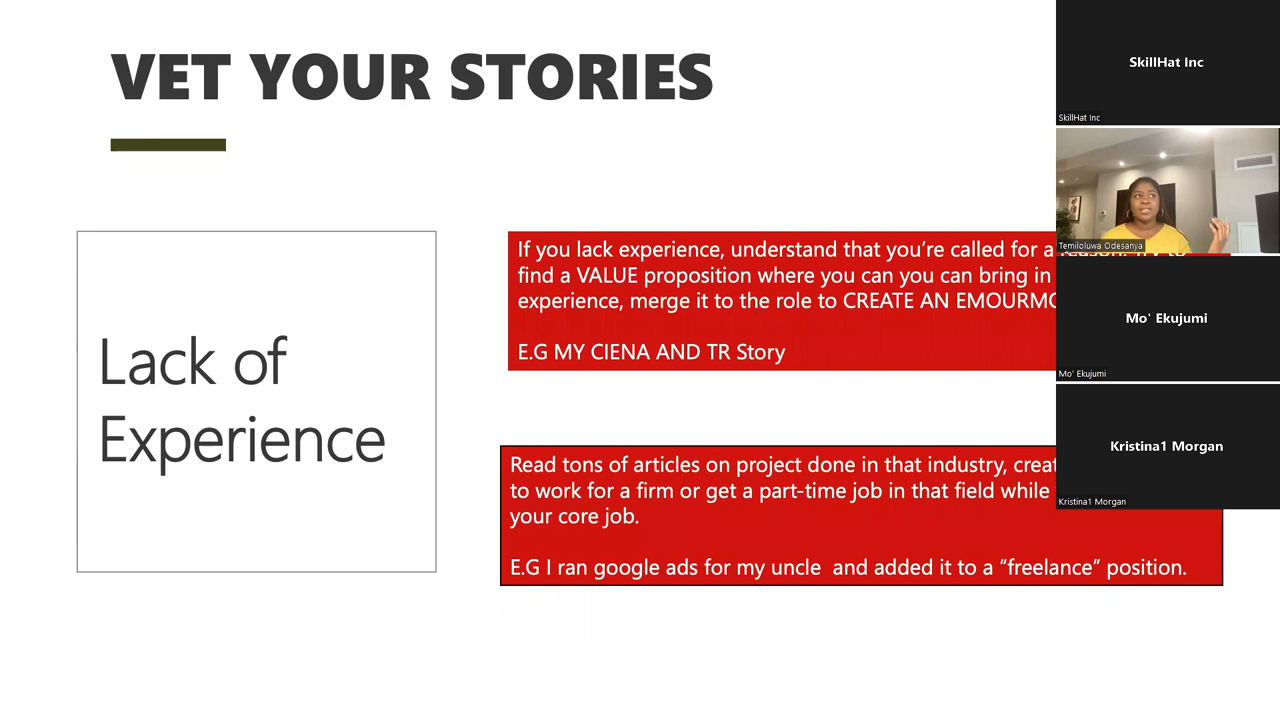 VET YOUR STORIES
Lack of
Experience
If you lack experience, understand that you're called for a reason. Try to
find a VALUE proposition where you can you can bring in
experience, merge it to the role to CREATE AN
E.G MY CIENA AND TR Story
Read tons of articles on project done in that industry,
to work for a firm or get a part-time job in that field while
your core job.
E.G I ran google ads for my uncle and added it to a “freelance” position.
SkillHat Inc
SkillHat Inc
Temiloluwa Odesanya
Mo' Ekujumi
Mo' Ekujumi
Kristina1 Morgan
Kristina1 Morgan